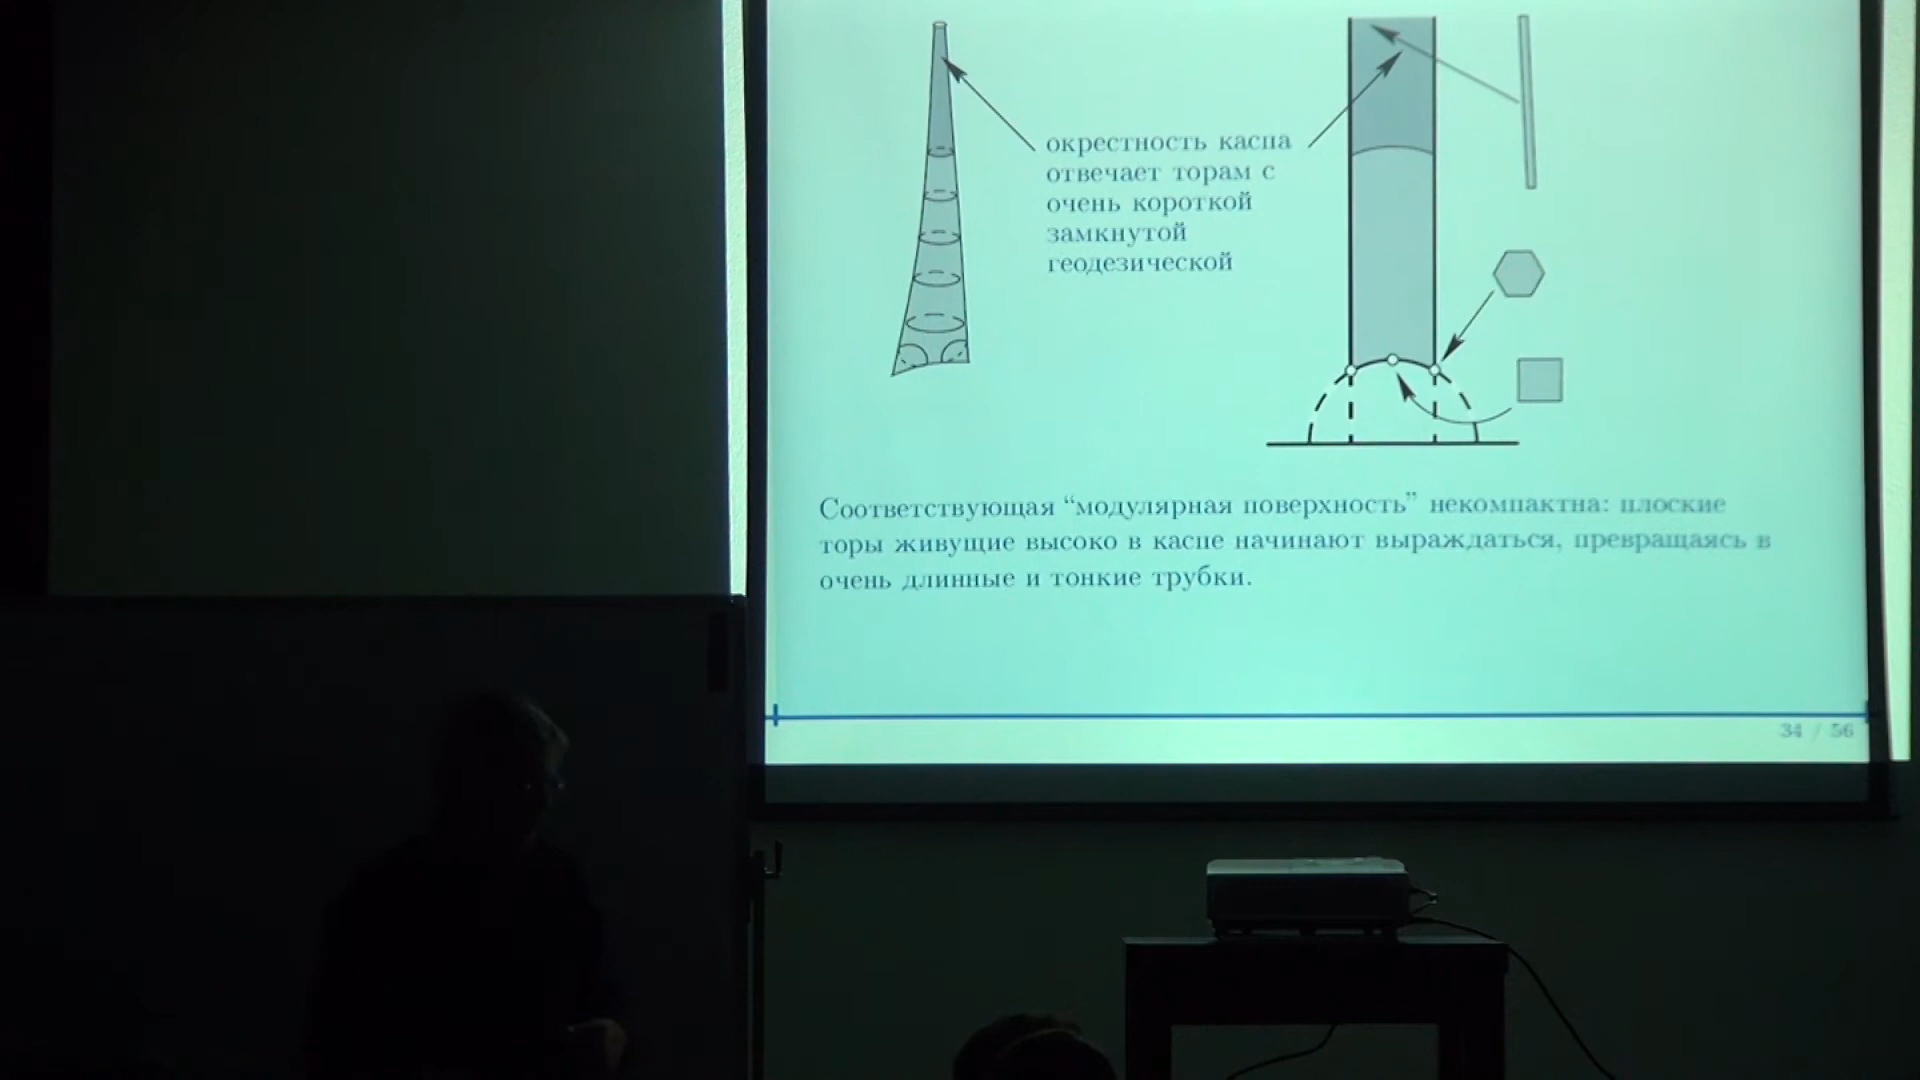 окрестность каспа
отвечает торам с
очень короткой
замкнутой
геодезической
Соответствующая “модулярная поверхность” некомпактна: плоские
торы живущие высоко в каспе начинают выраждаться, превращаясь в
очень длинные и тонкие трубки.
34 / 56